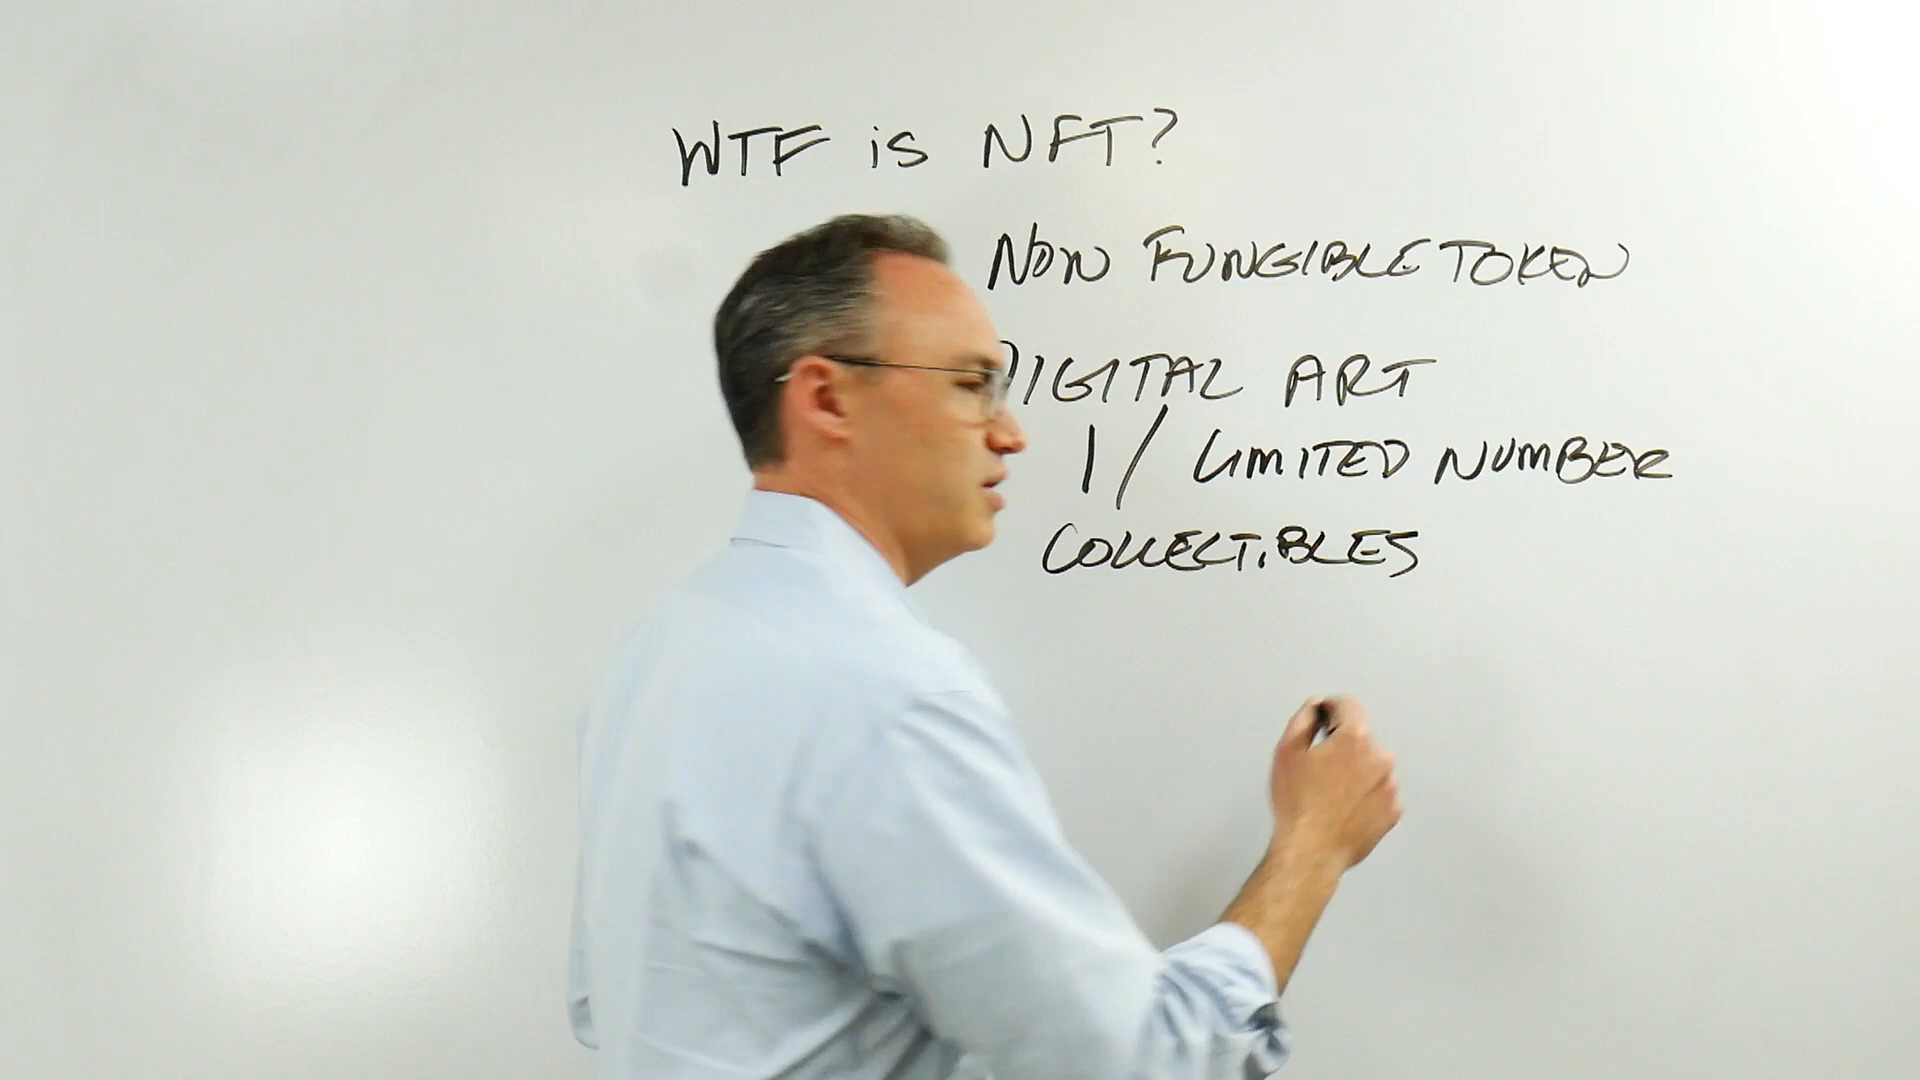 WTF is NFT?
NON FUNGIBLE TOKEN
DIGITAL ART
1/ LIMITED NUMBER
COLLECTIBLES